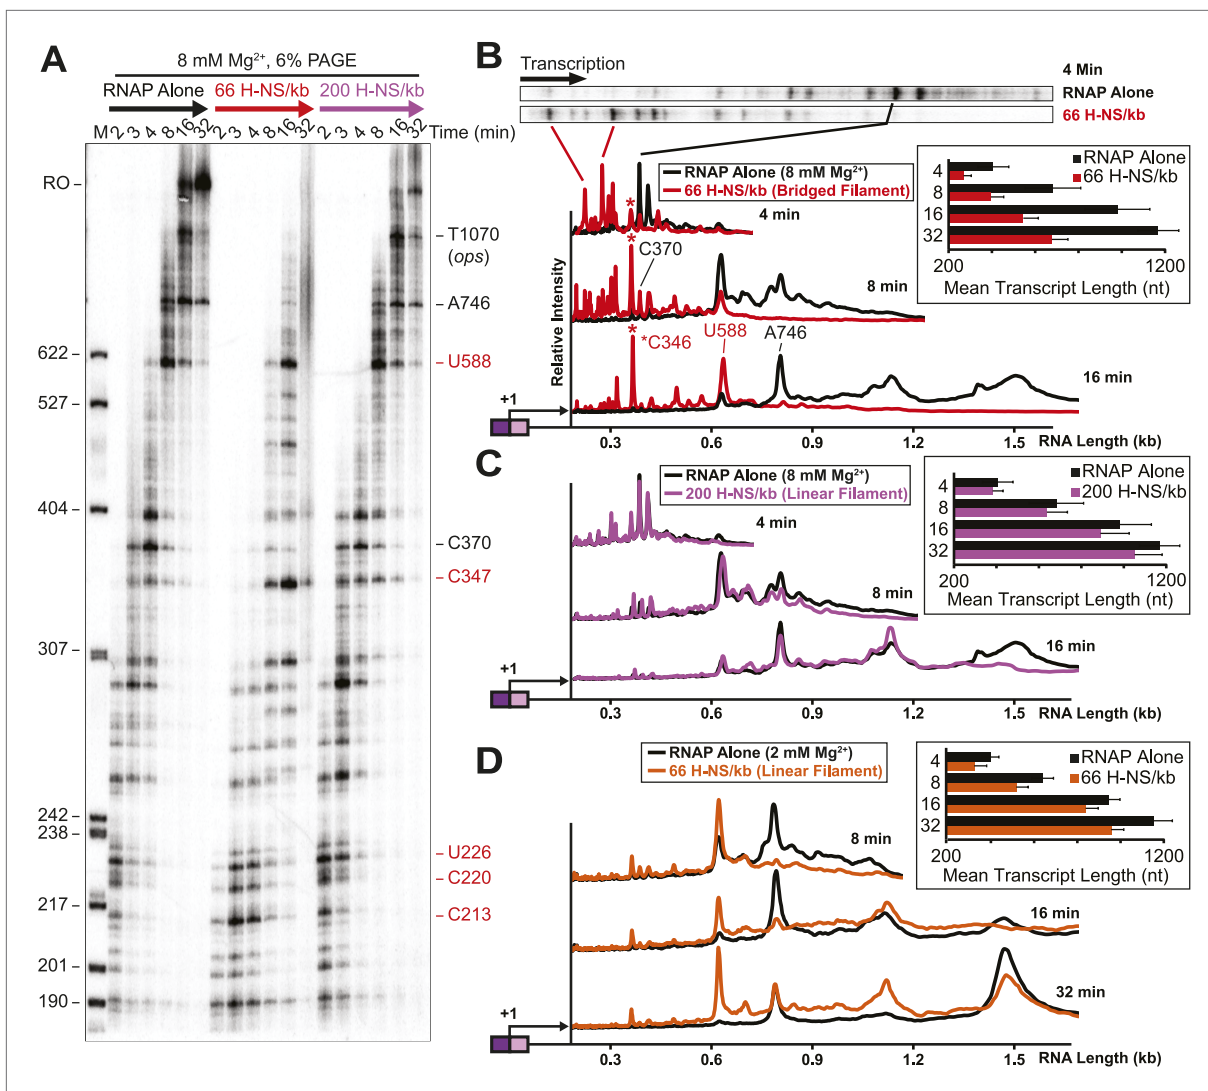 A
8 mM Mg²⁺, 6% PAGE
RNAP Alone 66 H-NS/kb 200 H-NS/kb
M 2 3 4 8 16 32 2 3 4 8 16 32 2 3 4 8 16 32 Time (min)
RO
T1070
(ops)
A746
622
U588
527
404
C370
C347
307
242
238
U226
C220
217
C213
201
190
B
Transcription
4 Min
RNAP Alone
66 H-NS/kb
RNAP Alone (8 mM Mg²⁺)
66 H-NS/kb (Bridged Filament)
4 min
*
*
C370
8 min
*
*C346
U588
A746
16 min
Relative Intensity
+1
0.3 0.6 0.9 1.2 1.5 RNA Length (kb)
RNAP Alone
66 H-NS/kb
4
8
16
32
200 1200
Mean Transcript Length (nt)
C
RNAP Alone (8 mM Mg²⁺)
200 H-NS/kb (Linear Filament)
4 min
8 min
16 min
+1
0.3 0.6 0.9 1.2 1.5 RNA Length (kb)
RNAP Alone
200 H-NS/kb
4
8
16
32
200 1200
Mean Transcript Length (nt)
D
RNAP Alone (2 mM Mg²⁺)
66 H-NS/kb (Linear Filament)
8 min
16 min
32 min
+1
0.3 0.6 0.9 1.2 1.5 RNA Length (kb)
RNAP Alone
66 H-NS/kb
4
8
16
32
200 1200
Mean Transcript Length (nt)